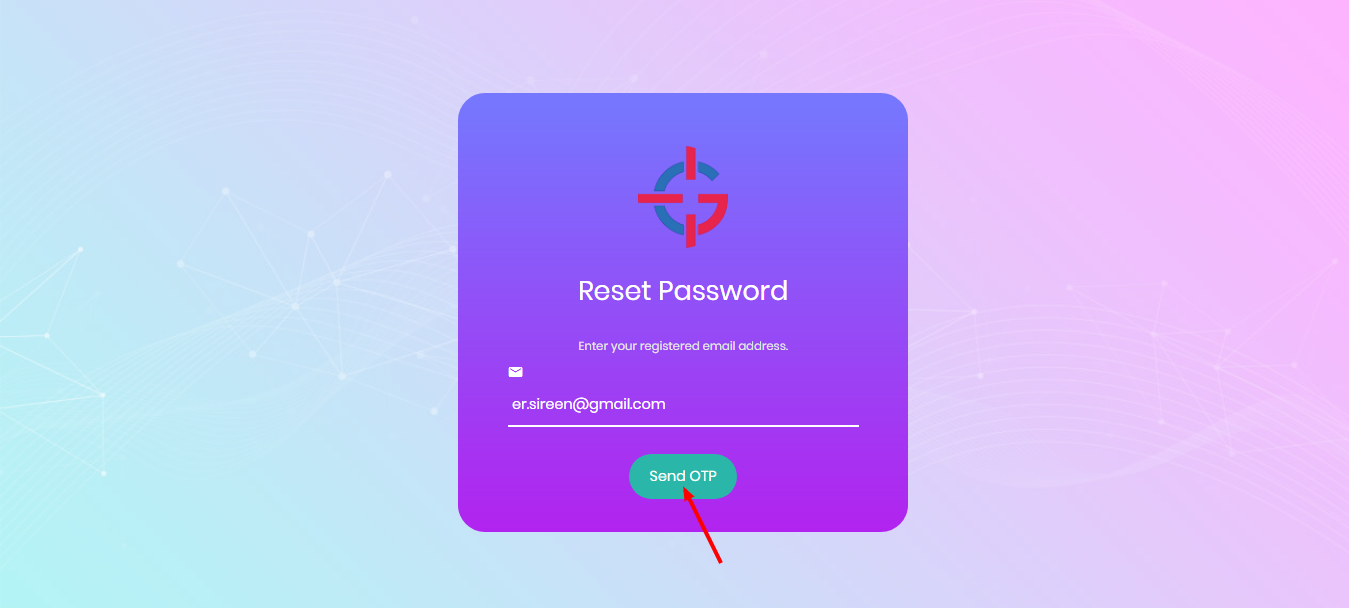 Reset Password
Enter your registered email address.
er.sireen@gmail.com
Send OTP